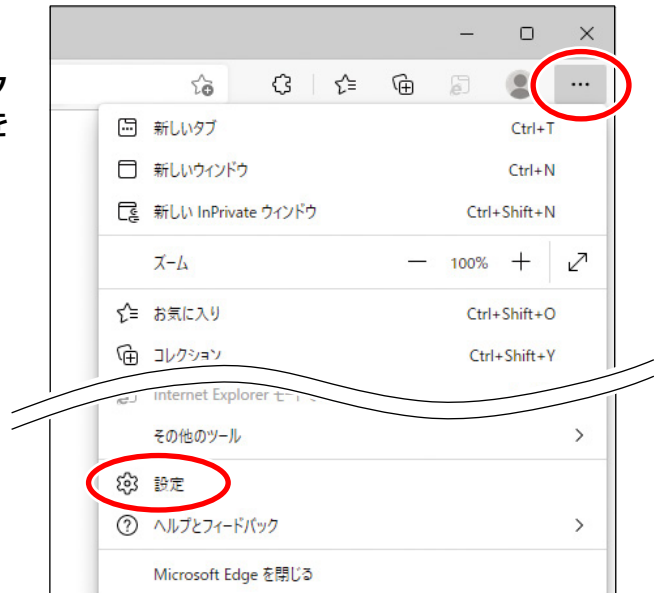 新しいタブ Ctrl+T
新しいウィンドウ Ctrl+N
新しい InPrivate ウィンドウ Ctrl+Shift+N
ズーム 100%
お気に入り Ctrl+Shift+O
コレクション Ctrl+Shift+Y
Internet Explorer モード
その他のツール
設定
ヘルプとフィードバック
Microsoft Edge を閉じる